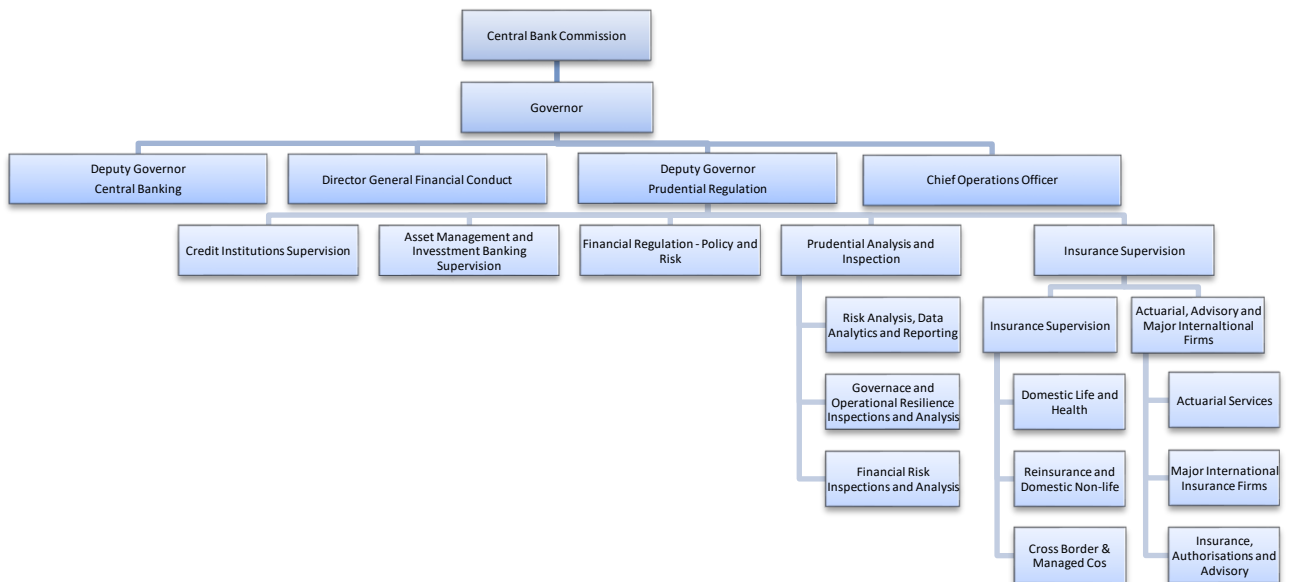 Central Bank Commission
Governor
Deputy Governor
Central Banking
Director General Financial Conduct
Deputy Governor
Prudential Regulation
Chief Operations Officer
Credit Institutions Supervision
Asset Management and
Invesstment Banking
Supervision
Financial Regulation - Policy and
Risk
Prudential Analysis and
Inspection
Insurance Supervision
Risk Analysis, Data
Analytics and Reporting
Governace and
Operational Resilience
Inspections and Analysis
Financial Risk
Inspections and Analysis
Insurance Supervision
Domestic Life and
Health
Reinsurance and
Domestic Non-life
Cross Border &
Managed Cos
Actuarial, Advisory and
Major Internaltional
Firms
Actuarial Services
Major International
Insurance Firms
Insurance,
Authorisations and
Advisory